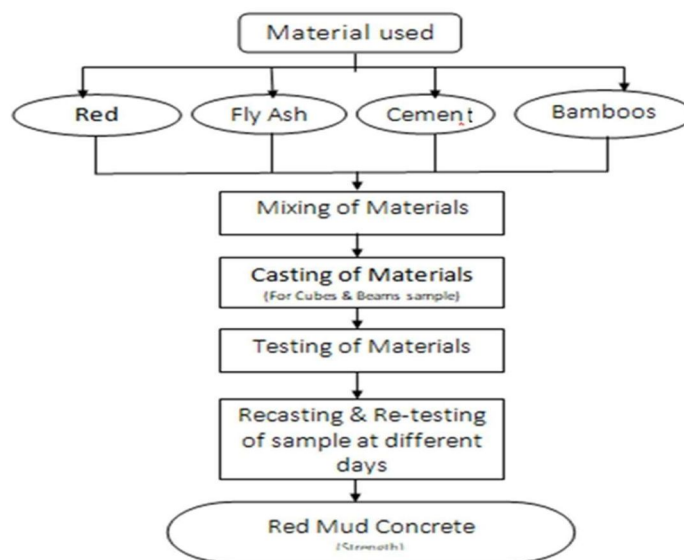 Material used
Red
Fly Ash
Cement
Bamboos
Mixing of Materials
Casting of Materials
(For Cubes & Beams sample)
Testing of Materials
Recasting & Re-testing
of sample at different
days
Red Mud Concrete
(Strength)